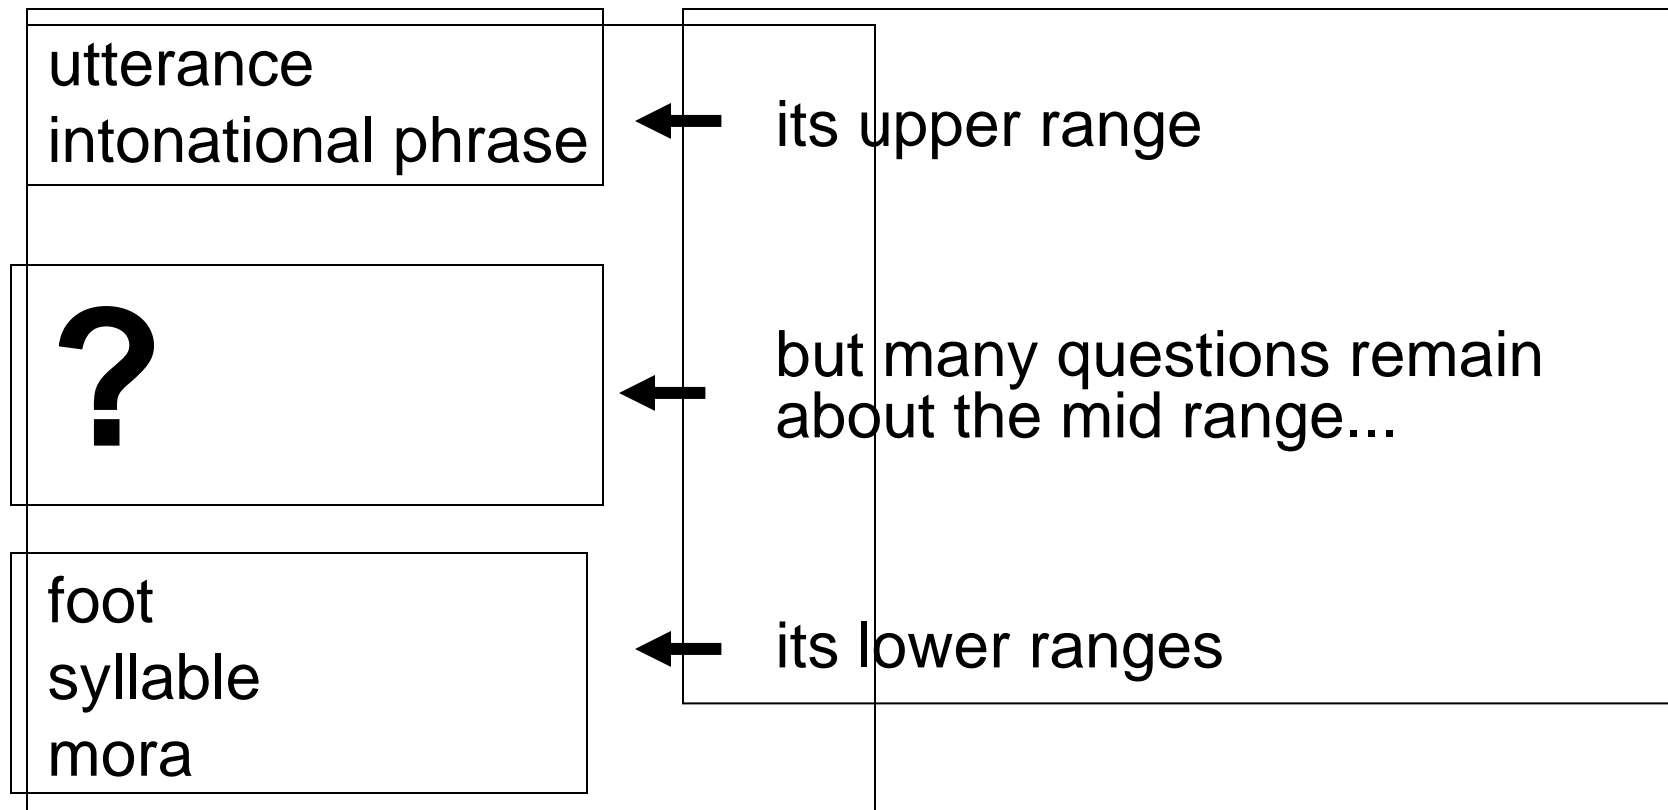 utterance
intonational phrase
its upper range
?
but many questions remain
about the mid range...
foot
syllable
mora
its lower ranges